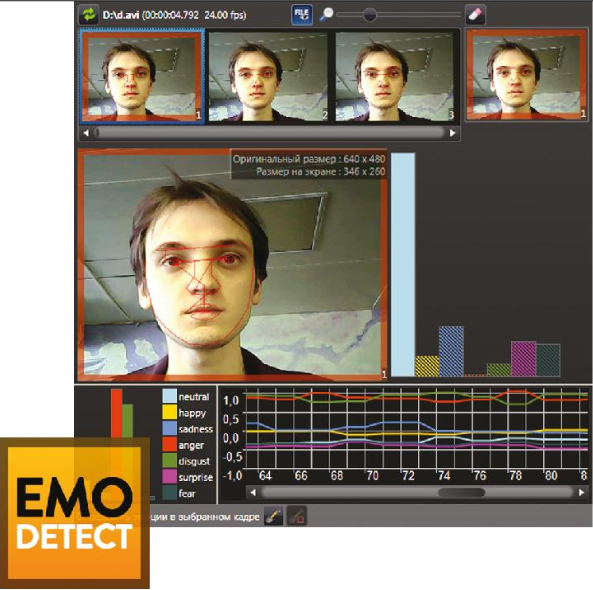 D:\d.avi (00:00:04.792 24.00 fps)
FILE
1
2
3
1
Оригинальный размер : 640 x 480
Размер на экране : 346 x 260
1
neutral
happy
sadness
anger
disgust
surprise
fear
1,0
0,5
0,0
-0,5
-1,0
64 66 68 70 72 74 76 78 80 8
в выбранном кадре
EMO
DETECT